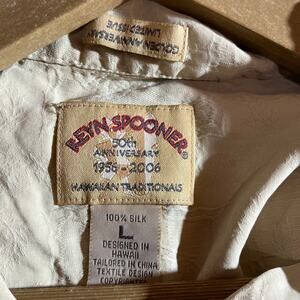 GOLDEN ANNIVERSARY
LIMITED ISSUE
REYN SPOONER®
50th
ANNIVERSARY
1956-2006
HAWAIIAN TRADITIONALS
100% SILK
L
DESIGNED IN
HAWAII
TAILORED IN CHINA
TEXTILE DESIGN